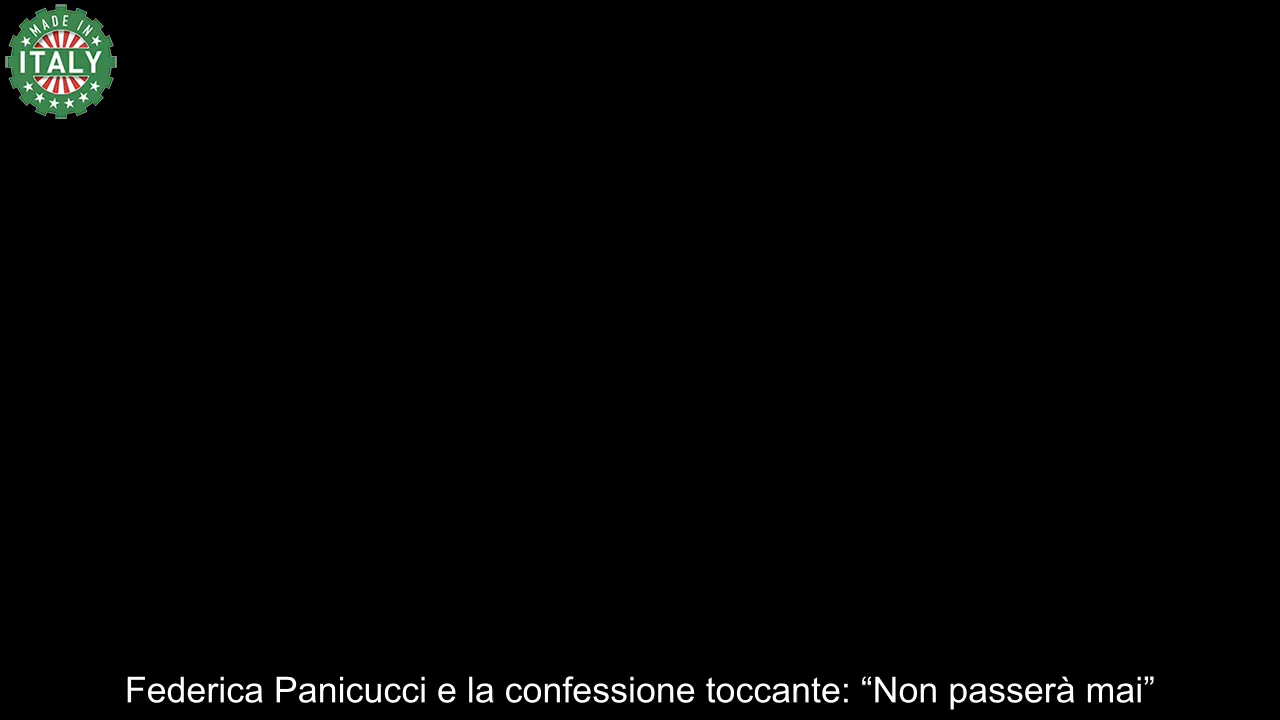 MADE IN
ITALY
Federica Panicucci e la confessione toccante: “Non passerà mai”